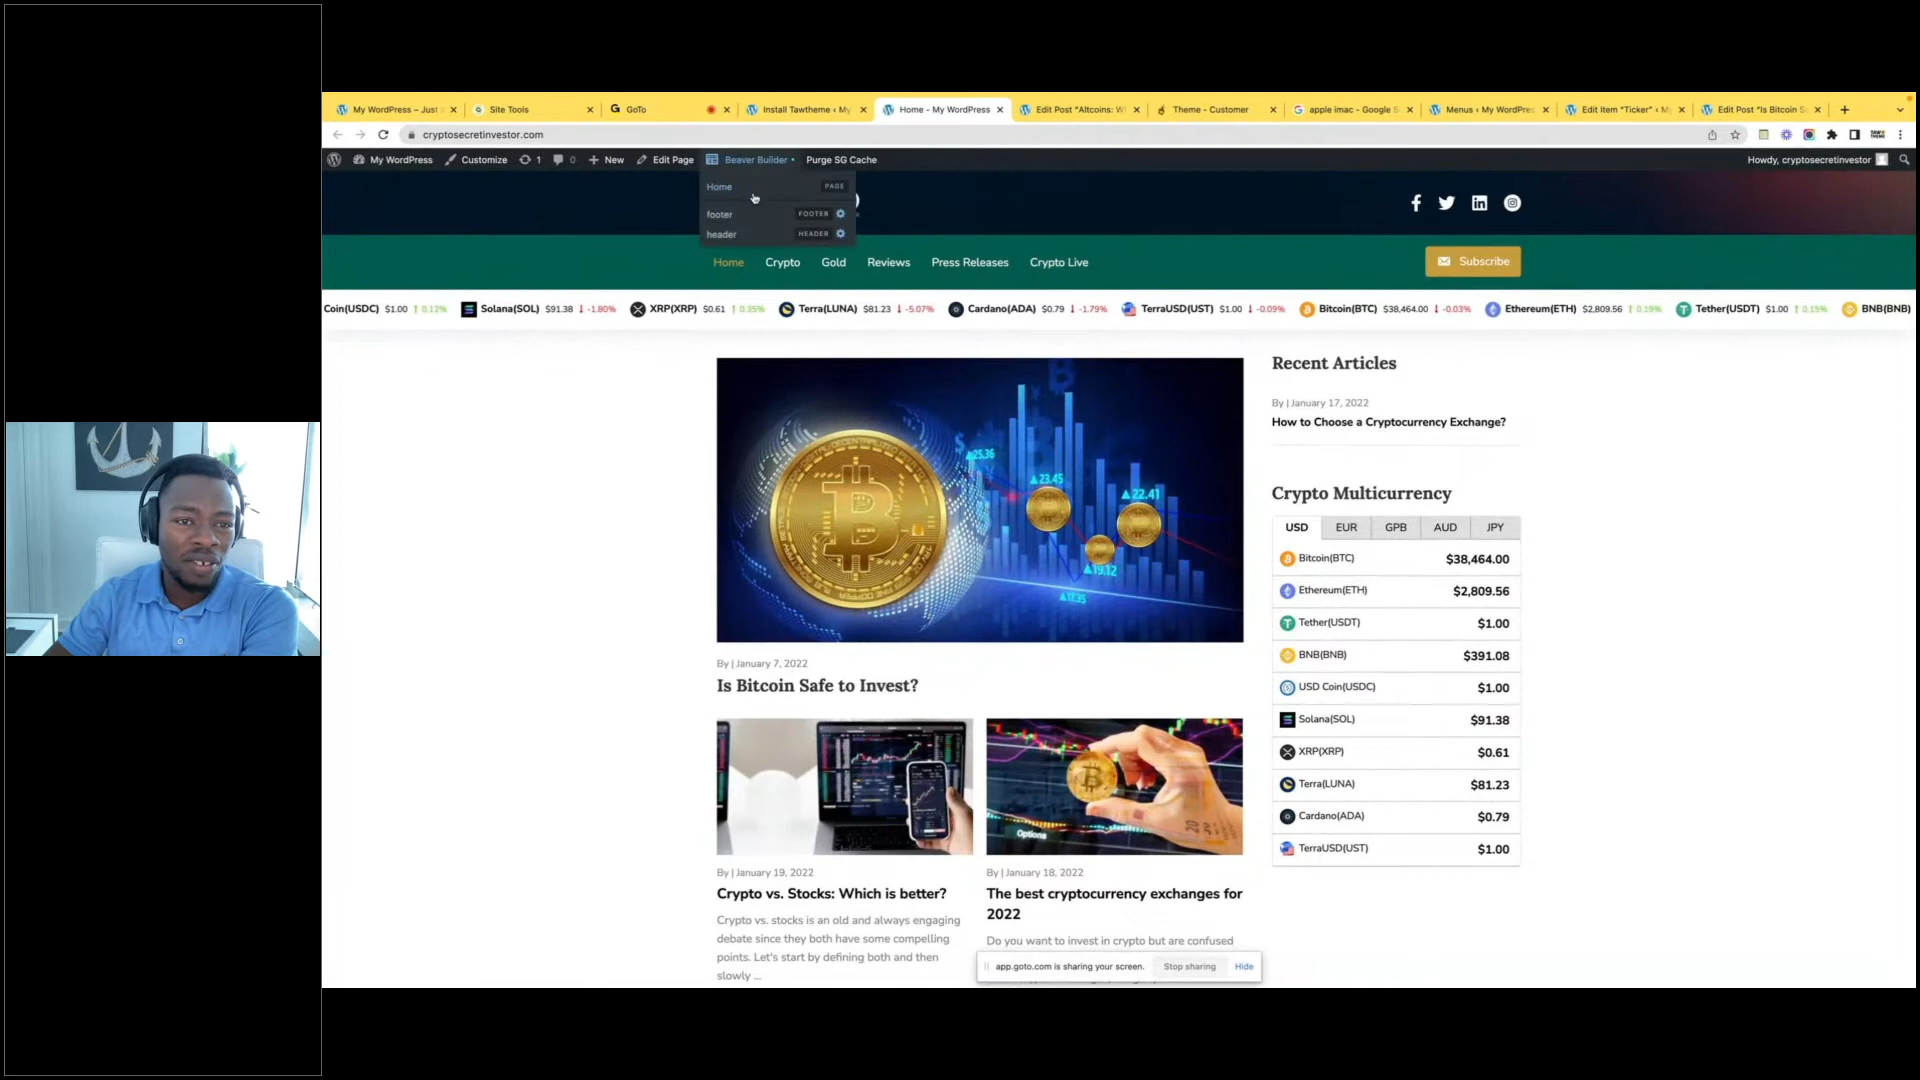 My WordPress – Just
Site Tools
GoTo
Install Tawtheme ‹ My
Home - My WordPress
Edit Post "Altcoins: W
Theme - Customer
apple imac - Google S
Menus ‹ My WordPres
Edit Item "Ticker" ‹ M
Edit Post "Is Bitcoin S
cryptosecretinvestor.com
My WordPress
Customize
1
0
New
Edit Page
Beaver Builder
Purge SG Cache
Howdy, cryptosecretinvestor
Home PAGE
footer FOOTER
header HEADER
Home Crypto Gold Reviews Press Releases Crypto Live
Subscribe
Coin(USDC) $1.00 ↑ 0.12% Solana(SOL) $91.38 ↓ -1.80% XRP(XRP) $0.61 ↑ 0.35% Terra(LUNA) $81.23 ↓ -5.07% Cardano(ADA) $0.79 ↓ -1.79% TerraUSD(UST) $1.00 ↓ -0.09% Bitcoin(BTC) $38,464.00 ↓ -0.03% Ethereum(ETH) $2,809.56 ↑ 0.19% Tether(USDT) $1.00 ↑ 0.15% BNB(BNB)
▲25.36
▲23.45
▲22.41
▲19.12
▲17.35
By | January 7, 2022
Is Bitcoin Safe to Invest?
Options
By | January 19, 2022
Crypto vs. Stocks: Which is better?
Crypto vs. stocks is an old and always engaging
debate since they both have some compelling
points. Let's start by defining both and then
slowly ...
By | January 18, 2022
The best cryptocurrency exchanges for
2022
Do you want to invest in crypto but are confused
Recent Articles
By | January 17, 2022
How to Choose a Cryptocurrency Exchange?
Crypto Multicurrency
USD EUR GPB AUD JPY
Bitcoin(BTC) $38,464.00
Ethereum(ETH) $2,809.56
Tether(USDT) $1.00
BNB(BNB) $391.08
USD Coin(USDC) $1.00
Solana(SOL) $91.38
XRP(XRP) $0.61
Terra(LUNA) $81.23
Cardano(ADA) $0.79
TerraUSD(UST) $1.00
app.goto.com is sharing your screen. Stop sharing Hide